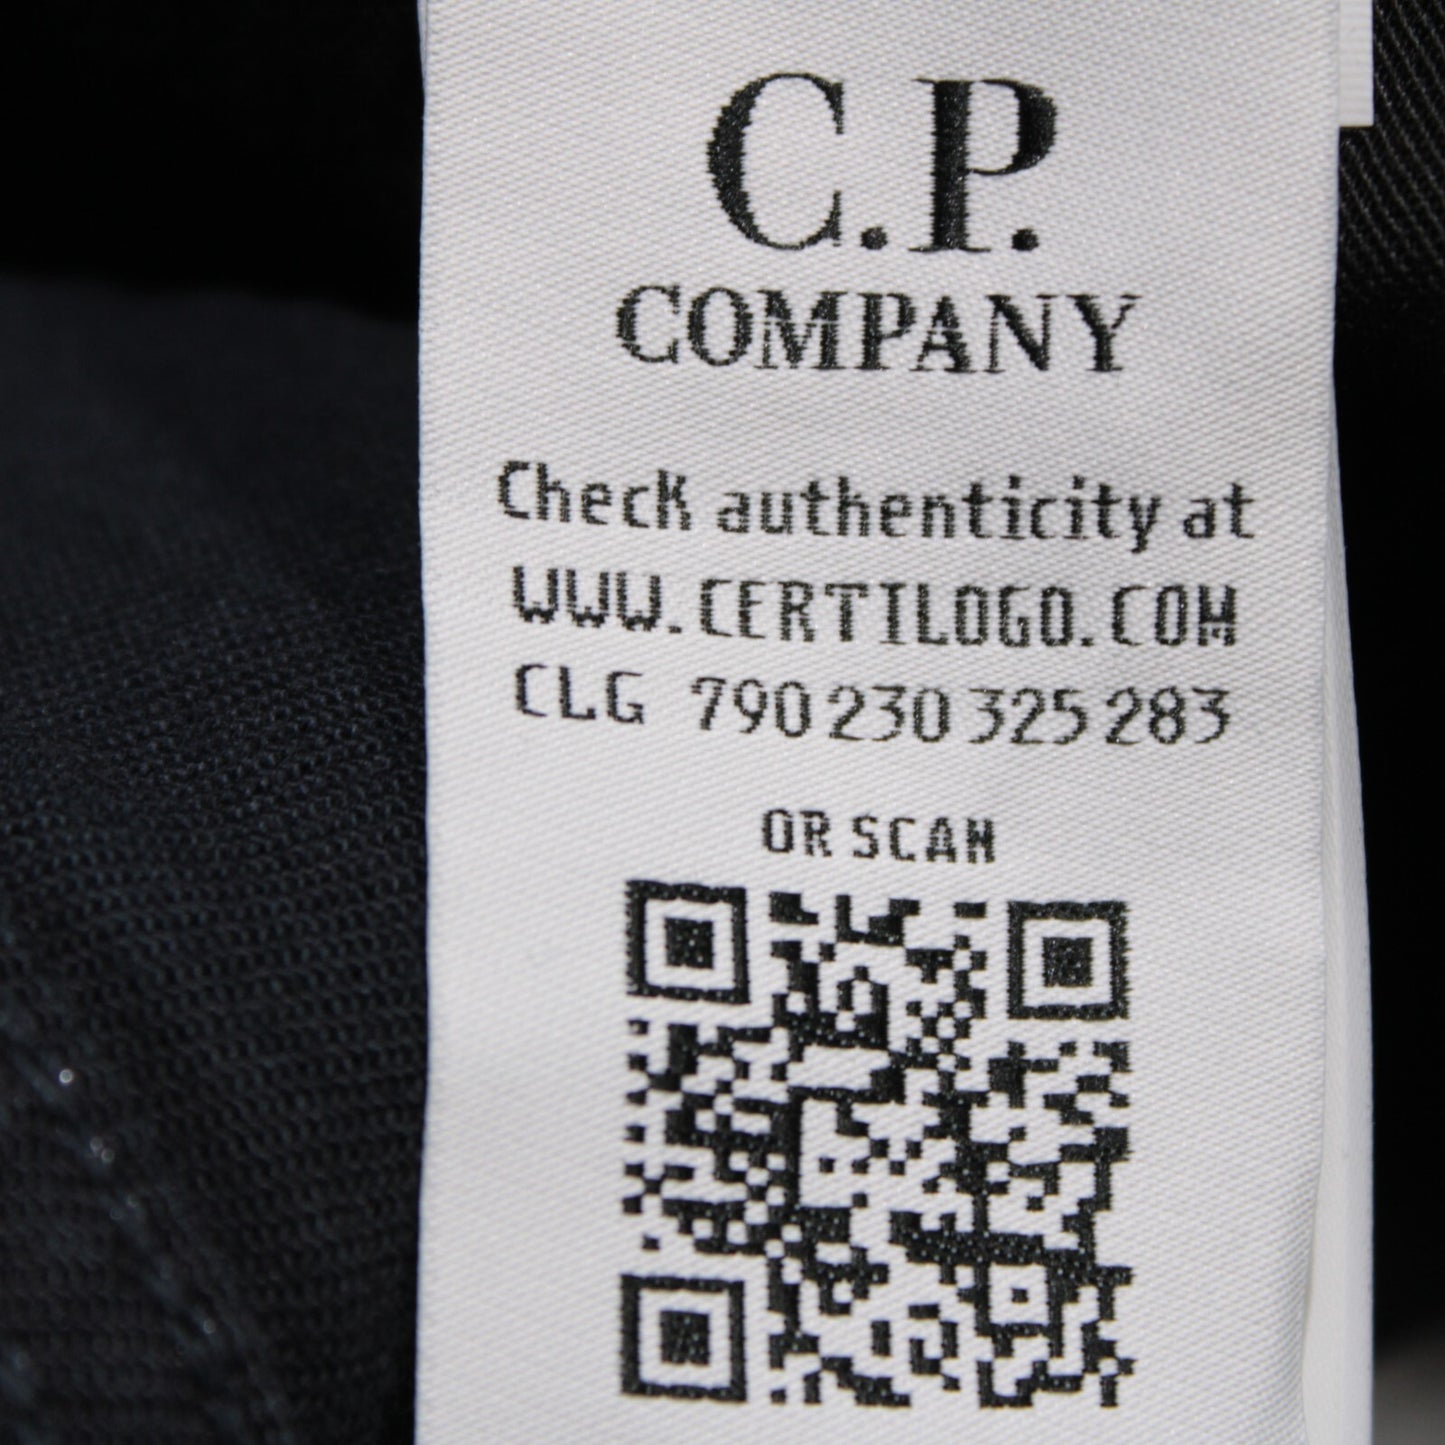 C.P.
COMPANY
Check authenticity at
WWW.CERTILOGO.COM
CLG 790 230 325 283
OR SCAN